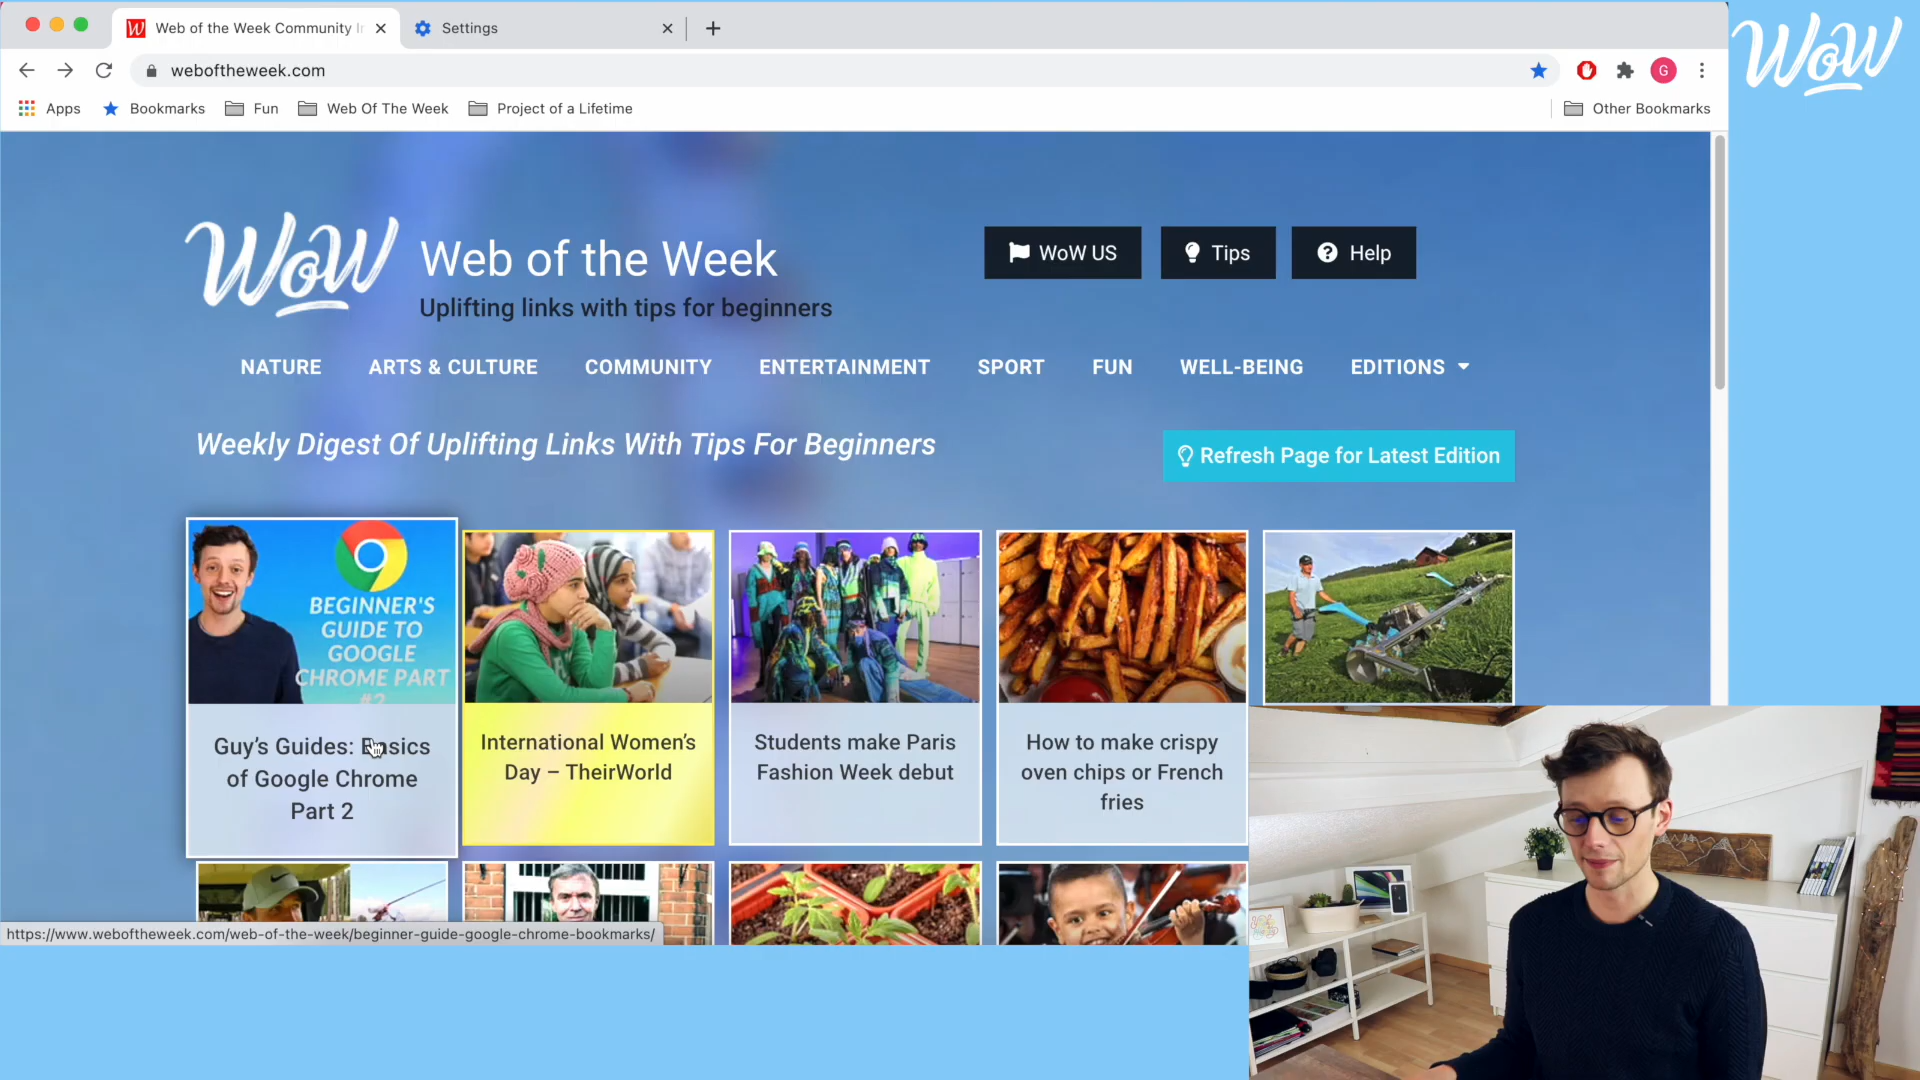 Web of the Week Community I
Settings
WoW
weboftheweek.com
G
Apps
Bookmarks
Fun
Web Of The Week
Project of a Lifetime
Other Bookmarks
WoW
Web of the Week
Uplifting links with tips for beginners
WoW US
Tips
Help
NATURE
ARTS & CULTURE
COMMUNITY
ENTERTAINMENT
SPORT
FUN
WELL-BEING
EDITIONS
Weekly Digest Of Uplifting Links With Tips For Beginners
Refresh Page for Latest Edition
BEGINNER'S
GUIDE TO
GOOGLE
CHROME PART
#2
Guy's Guides: Basics
of Google Chrome
Part 2
International Women's
Day – TheirWorld
Students make Paris
Fashion Week debut
How to make crispy
oven chips or French
fries
https://www.weboftheweek.com/web-of-the-week/beginner-guide-google-chrome-bookmarks/